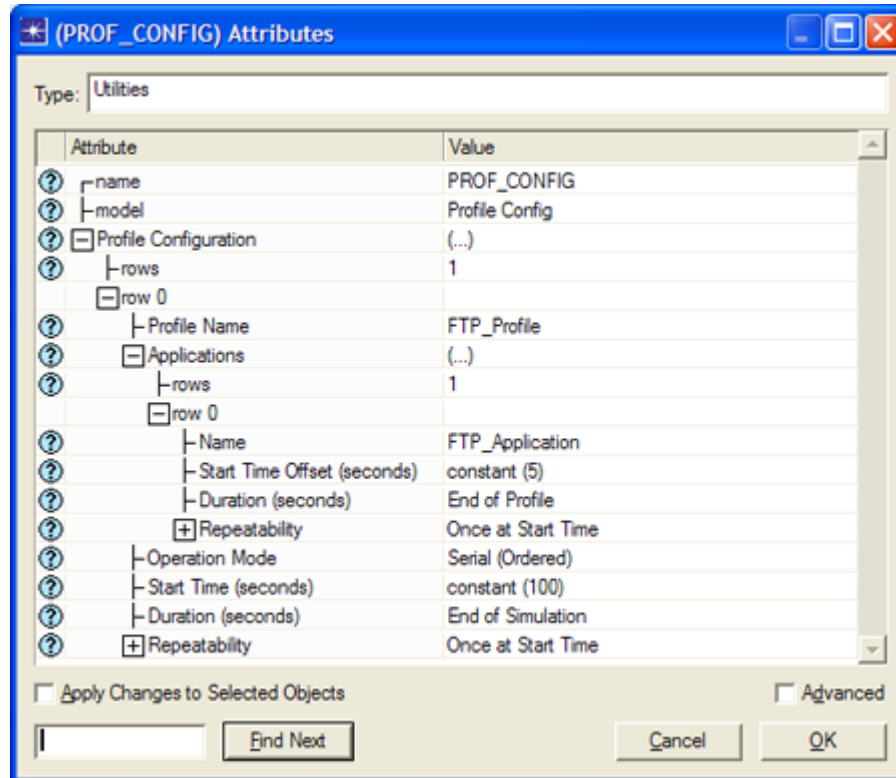 (PROF_CONFIG) Attributes
Type: Utilities
Attribute Value
name PROF_CONFIG
model Profile Config
Profile Configuration (...)
rows 1
row 0
Profile Name FTP_Profile
Applications (...)
rows 1
row 0
Name FTP_Application
Start Time Offset (seconds) constant (5)
Duration (seconds) End of Profile
Repeatability Once at Start Time
Operation Mode Serial (Ordered)
Start Time (seconds) constant (100)
Duration (seconds) End of Simulation
Repeatability Once at Start Time
Apply Changes to Selected Objects Advanced
Find Next Cancel OK